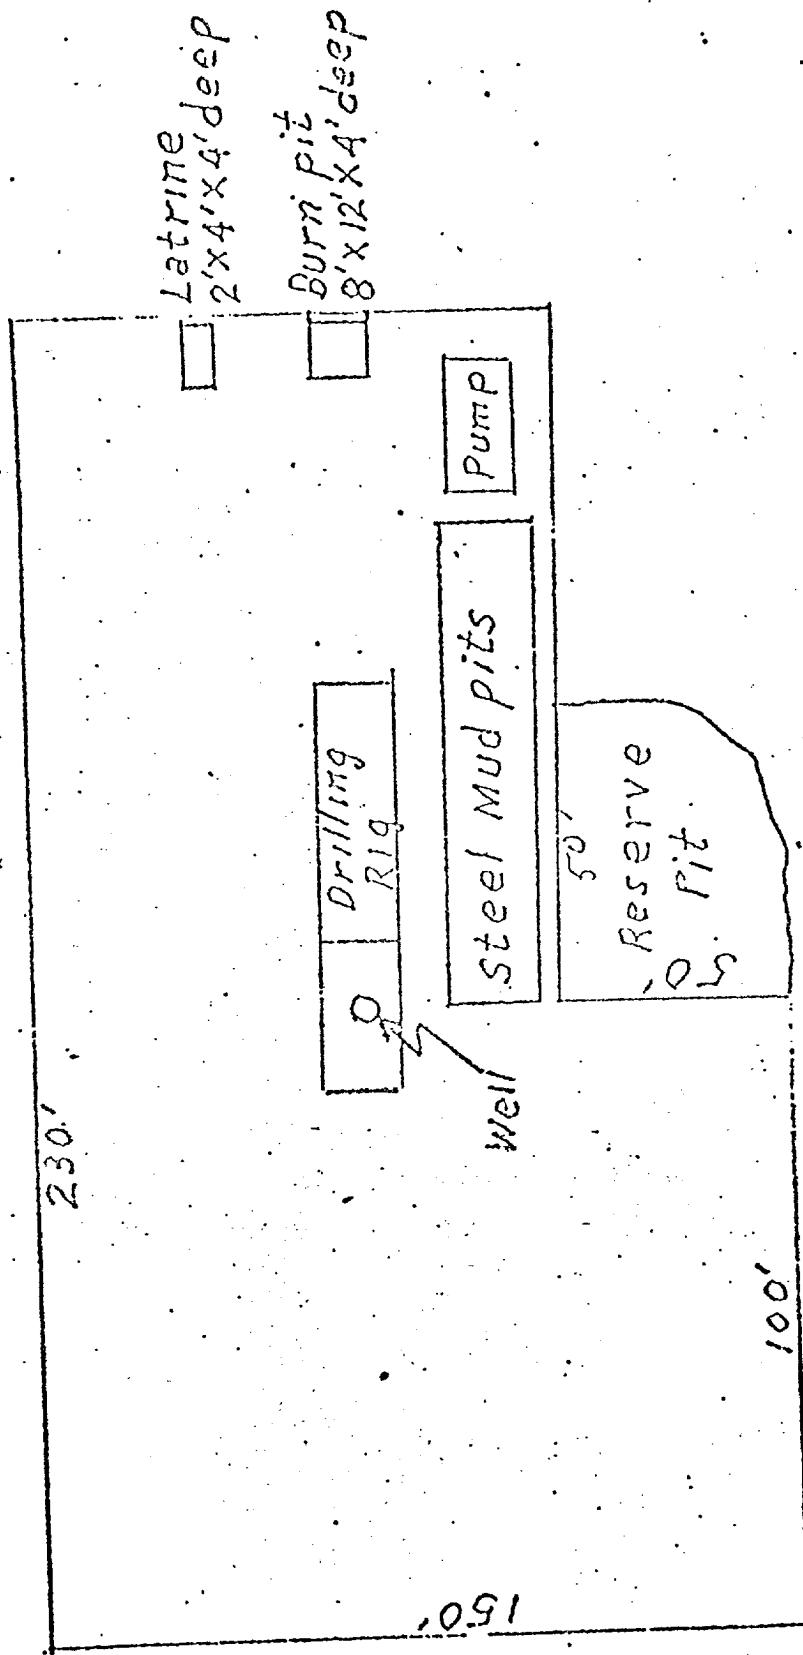 230'
Latrine
2'x4'x4' deep
Burn pit
8'x12'x4' deep
Drilling
Rig
Pump
Steel Mud pits
Well
50'
Reserve
Pit
50'
100'
150'